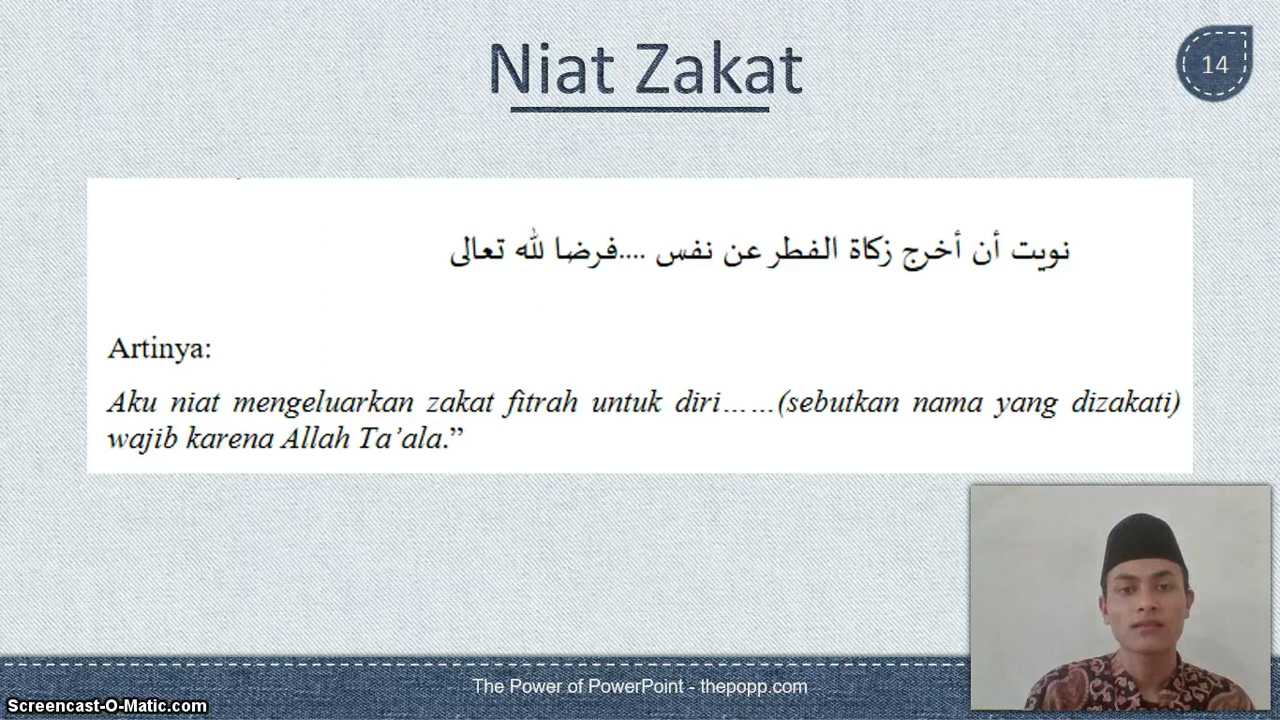 Niat Zakat
14
نويت أن أخرج زكاة الفطر عن نفس ....فرضا لله تعالى
Artinya:
Aku niat mengeluarkan zakat fitrah untuk diri……(sebutkan nama yang dizakati)
wajib karena Allah Ta’ala.”
The Power of PowerPoint - thepopp.com
Screencast-O-Matic.com